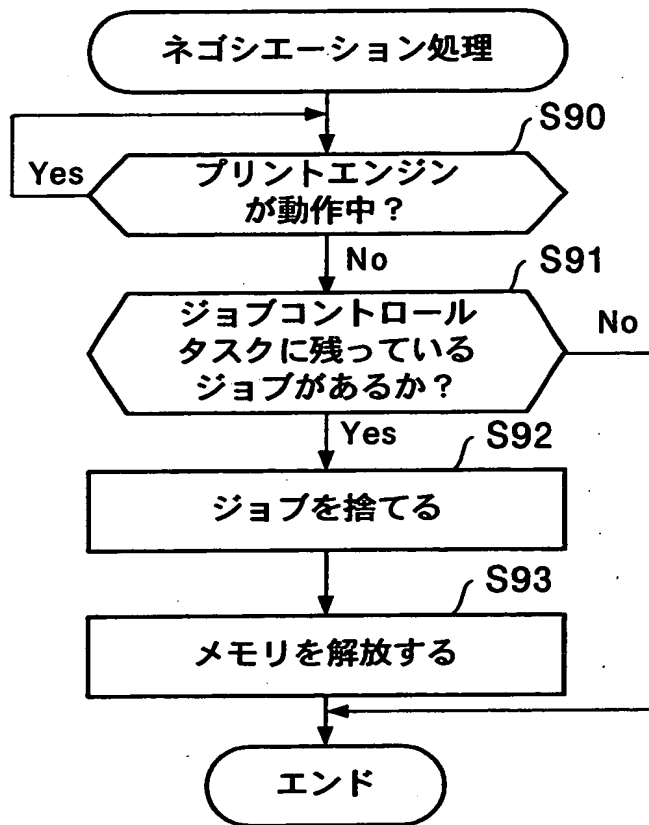 ネゴシエーション処理
S90
Yes
プリントエンジン
が動作中？
No
S91
ジョブコントロール
タスクに残っている
ジョブがあるか？
No
Yes
S92
ジョブを捨てる
S93
メモリを解放する
エンド